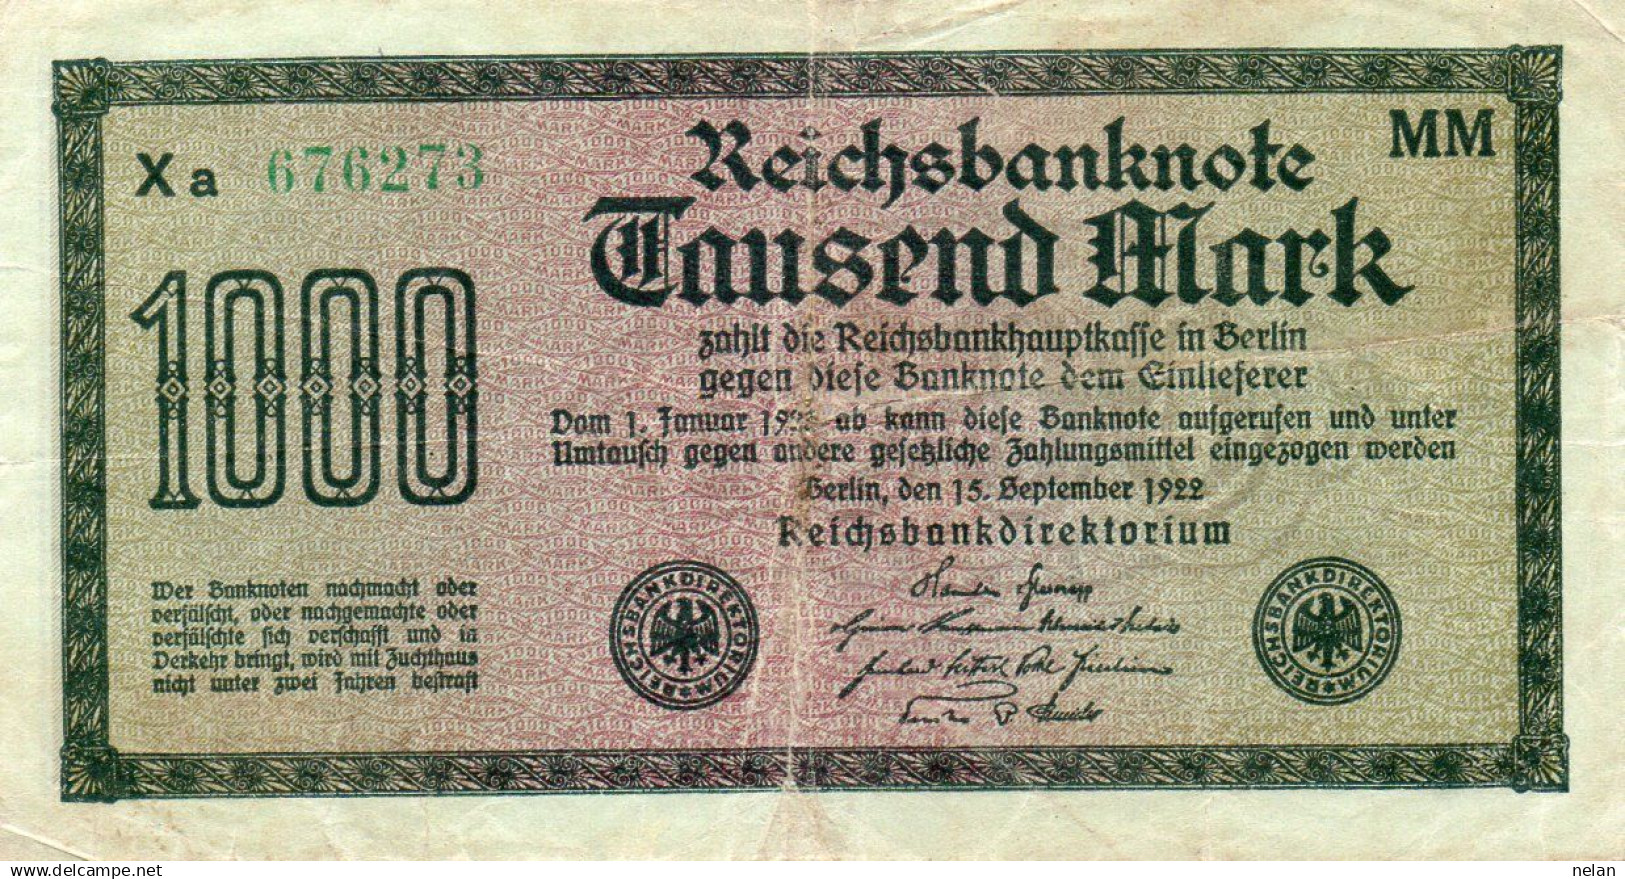 Reichsbanknote
MM
Xa 676273
Tausend Mark
1000
zahlt die Reichsbankhauptkasse in Berlin
gegen diese Banknote dem Einlieferer
Vom 1. Januar 1923 ab kann diese Banknote aufgerufen und unter
Umtausch gegen andere gesetzliche Zahlungsmittel eingezogen werden
Berlin, den 15. September 1922
Reichsbankdirektorium
Wer Banknoten nachmacht oder
verfälscht, oder nachgemachte oder
verfälschte sich verschafft und in
Verkehr bringt, wird mit Zuchthaus
nicht unter zwei Jahren bestraft
REICHSBANKDIREKTORIUM
REICHSBANKDIREKTORIUM
delcampe.net
nelan